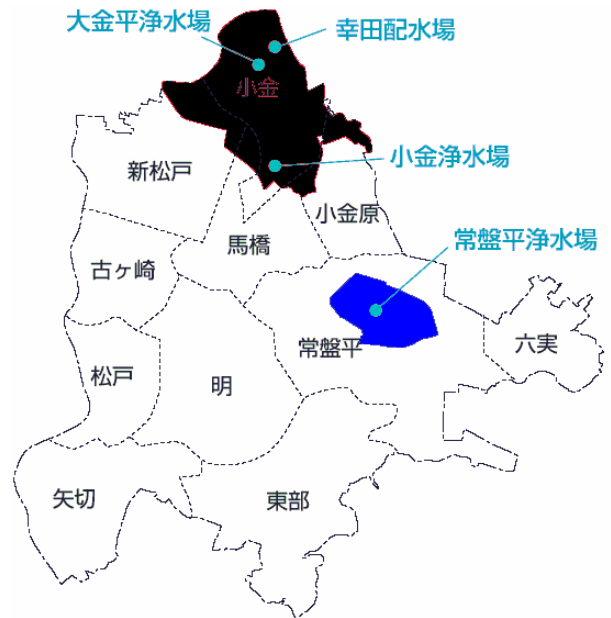 大金平浄水場
幸田配水場
小金
小金浄水場
新松戸
小金原
馬橋
常盤平浄水場
古ヶ崎
常盤平
六実
松戸
明
矢切
東部